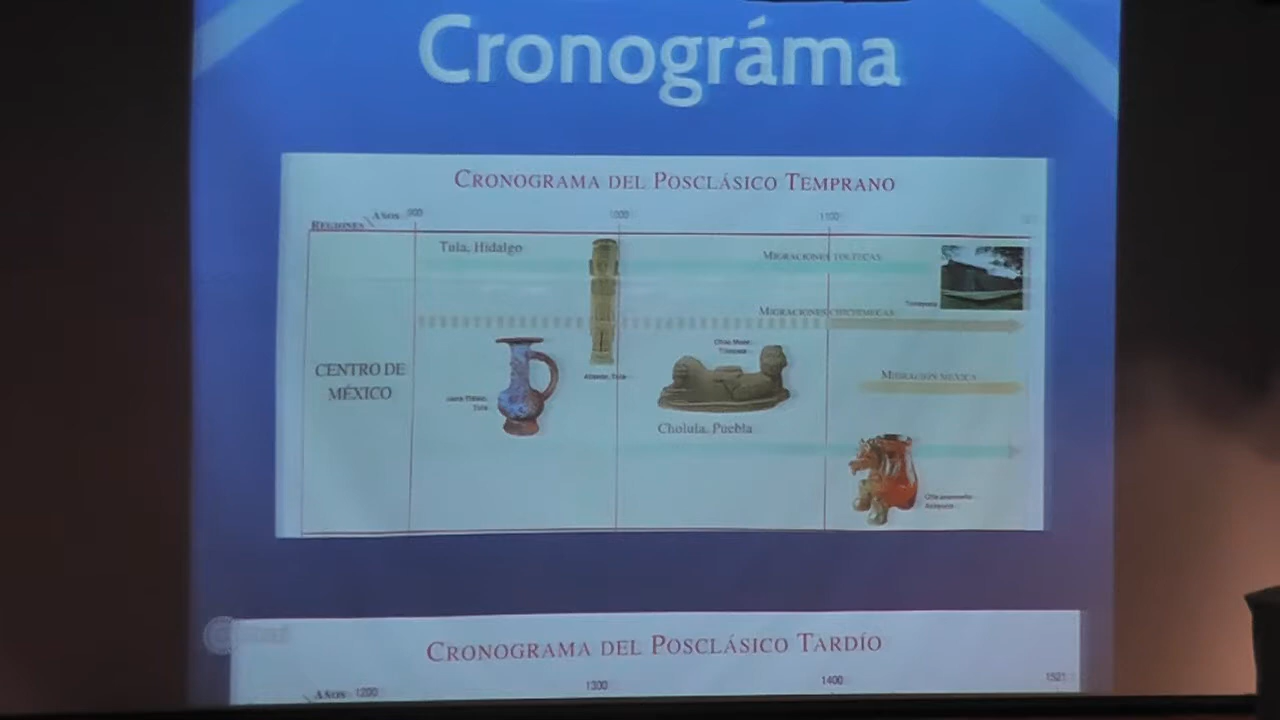 Cronográma
CRONOGRAMA DEL POSCLÁSICO TEMPRANO
REGIONES \ AÑOS 900 1000 1100
Tula, Hidalgo
MIGRACIONES TOLTECAS
MIGRACIONES CHICHIMECAS
CENTRO DE
MÉXICO
MIGRACIÓN MEXICA
Cholula, Puebla
CRONOGRAMA DEL POSCLÁSICO TARDÍO
AÑOS 1200 1300 1400 1521